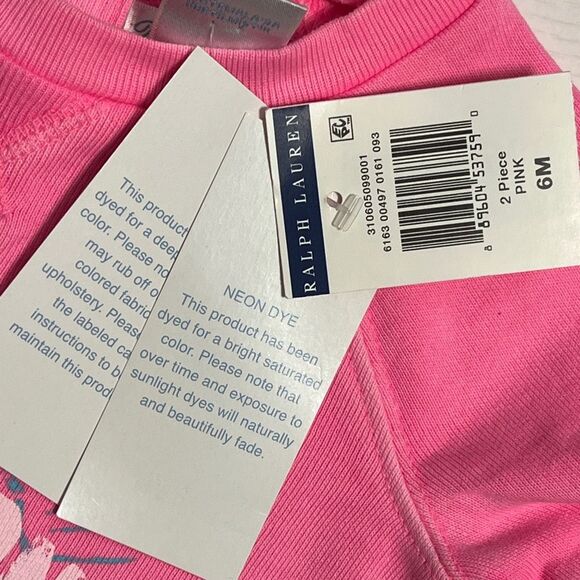 RALPH LAUREN
310605099001
6163 00497 0161 093
8 89604 53759 0
2 Piece
PINK
6M
This product
dyed for a deep
color. Please no
may rub off o
colored fabric
upholstery. Pleas
the labeled ca
instructions to b
maintain this prod
NEON DYE
This product has been
dyed for a bright saturated
color. Please note that
over time and exposure to
sunlight dyes will naturally
and beautifully fade.